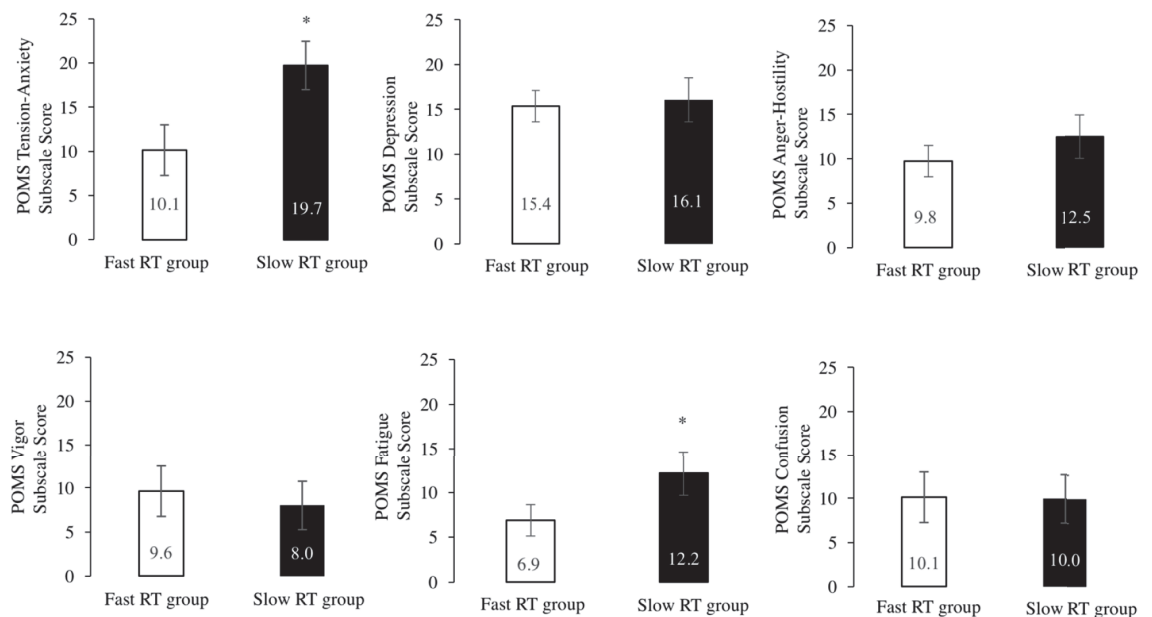 POMS Tension-Anxiety
Subscale Score
25
20
15
10
5
0
*
10.1
19.7
Fast RT group
Slow RT group
POMS Depression
Subscale Score
25
20
15
10
5
0
15.4
16.1
Fast RT group
Slow RT group
POMS Anger-Hostility
Subscale Score
25
20
15
10
5
0
9.8
12.5
Fast RT group
Slow RT group
POMS Vigor
Subscale Score
25
20
15
10
5
0
9.6
8.0
Fast RT group
Slow RT group
POMS Fatigue
Subscale Score
25
20
15
10
5
0
*
6.9
12.2
Fast RT group
Slow RT group
POMS Confusion
Subscale Score
25
20
15
10
5
0
10.1
10.0
Fast RT group
Slow RT group